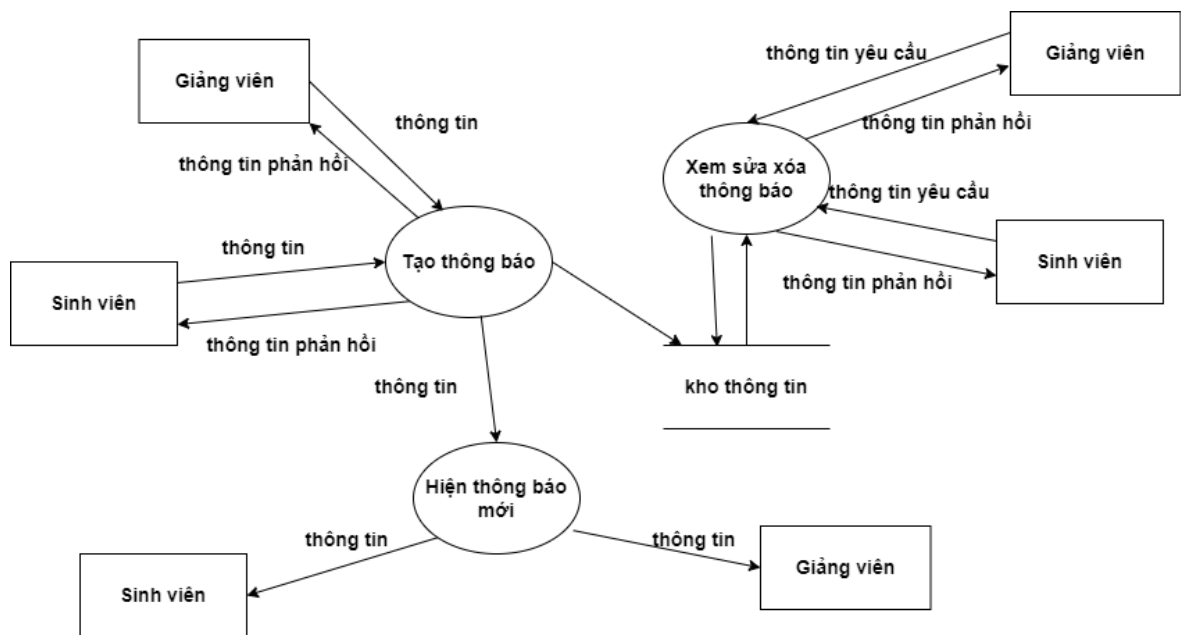 Giảng viên
thông tin yêu cầu
Giảng viên
thông tin
thông tin phản hồi
thông tin phản hồi
Xem sửa xóa
thông báo
thông tin yêu cầu
thông tin
Tạo thông báo
Sinh viên
Sinh viên
thông tin phản hồi
thông tin phản hồi
thông tin
kho thông tin
Hiện thông báo
mới
thông tin
thông tin
Sinh viên
Giảng viên